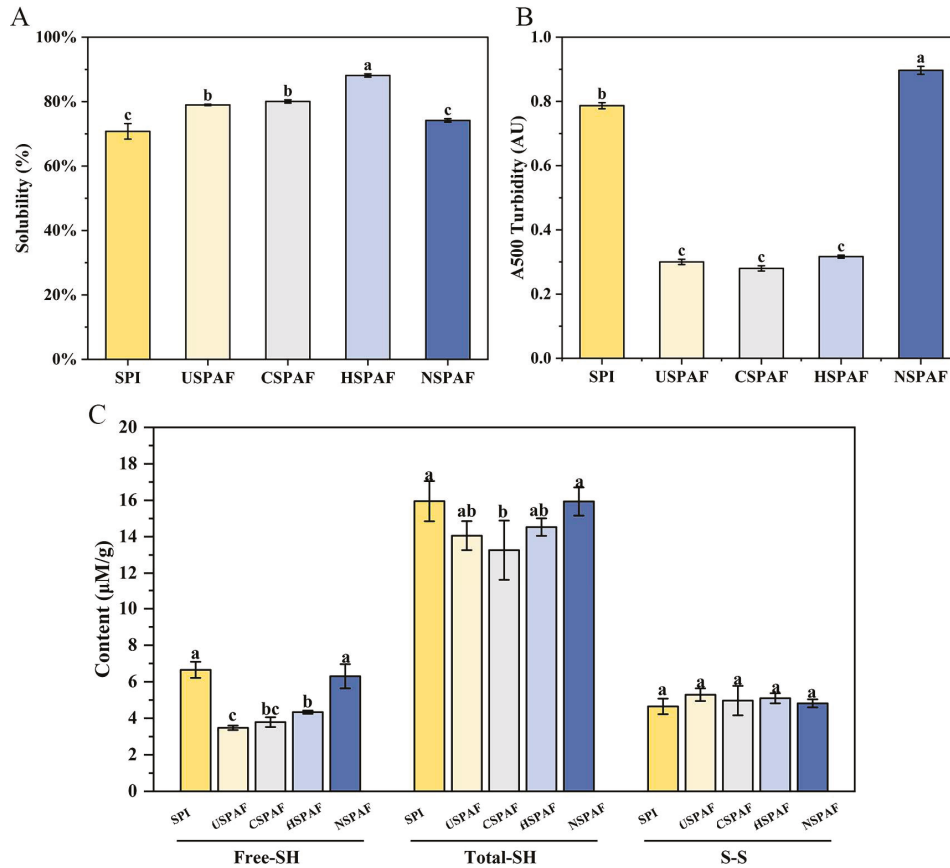 A
100%
80%
60%
40%
20%
0%
Solubility (%)
c
b
b
a
c
SPI
USPAF
CSPAF
HSPAF
NSPAF
B
1.0
0.8
0.6
0.4
0.2
0.0
A500 Turbidity (AU)
b
c
c
c
a
SPI
USPAF
CSPAF
HSPAF
NSPAF
C
20
18
16
14
12
10
8
6
4
2
0
Content (μM/g)
a
c
bc
b
a
a
ab
b
ab
a
a
a
a
a
a
SPI
USPAF
CSPAF
HSPAF
NSPAF
SPI
USPAF
CSPAF
HSPAF
NSPAF
SPI
USPAF
CSPAF
HSPAF
NSPAF
Free-SH
Total-SH
S-S